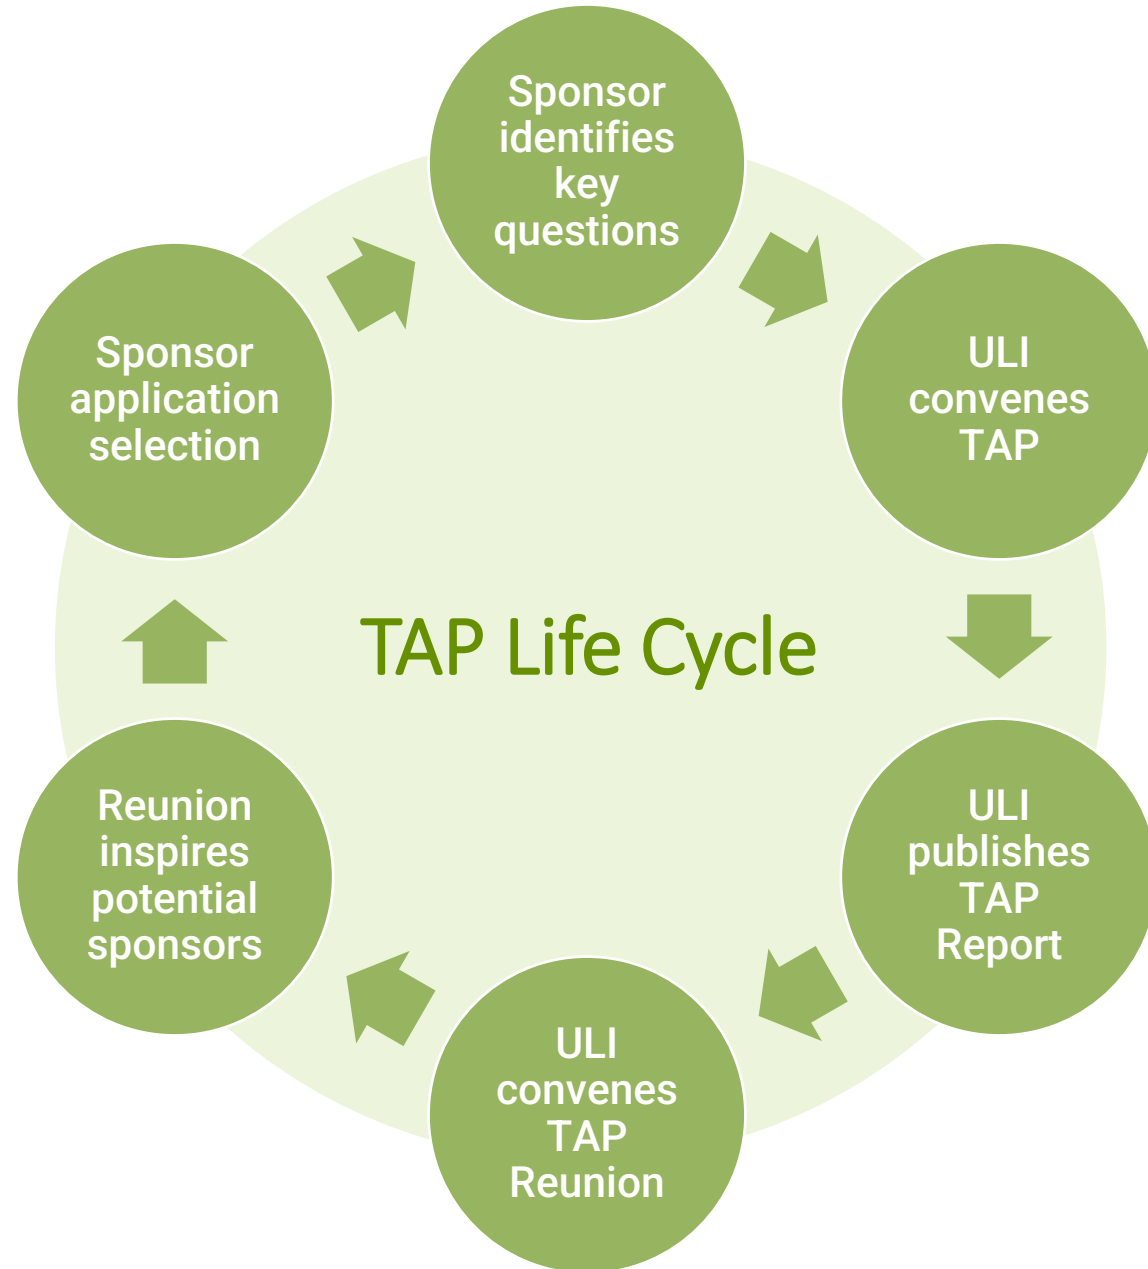 Sponsor
identifies
key
questions
ULI
convenes
TAP
ULI
publishes
TAP
Report
ULI
convenes
TAP
Reunion
Reunion
inspires
potential
sponsors
Sponsor
application
selection
TAP Life Cycle